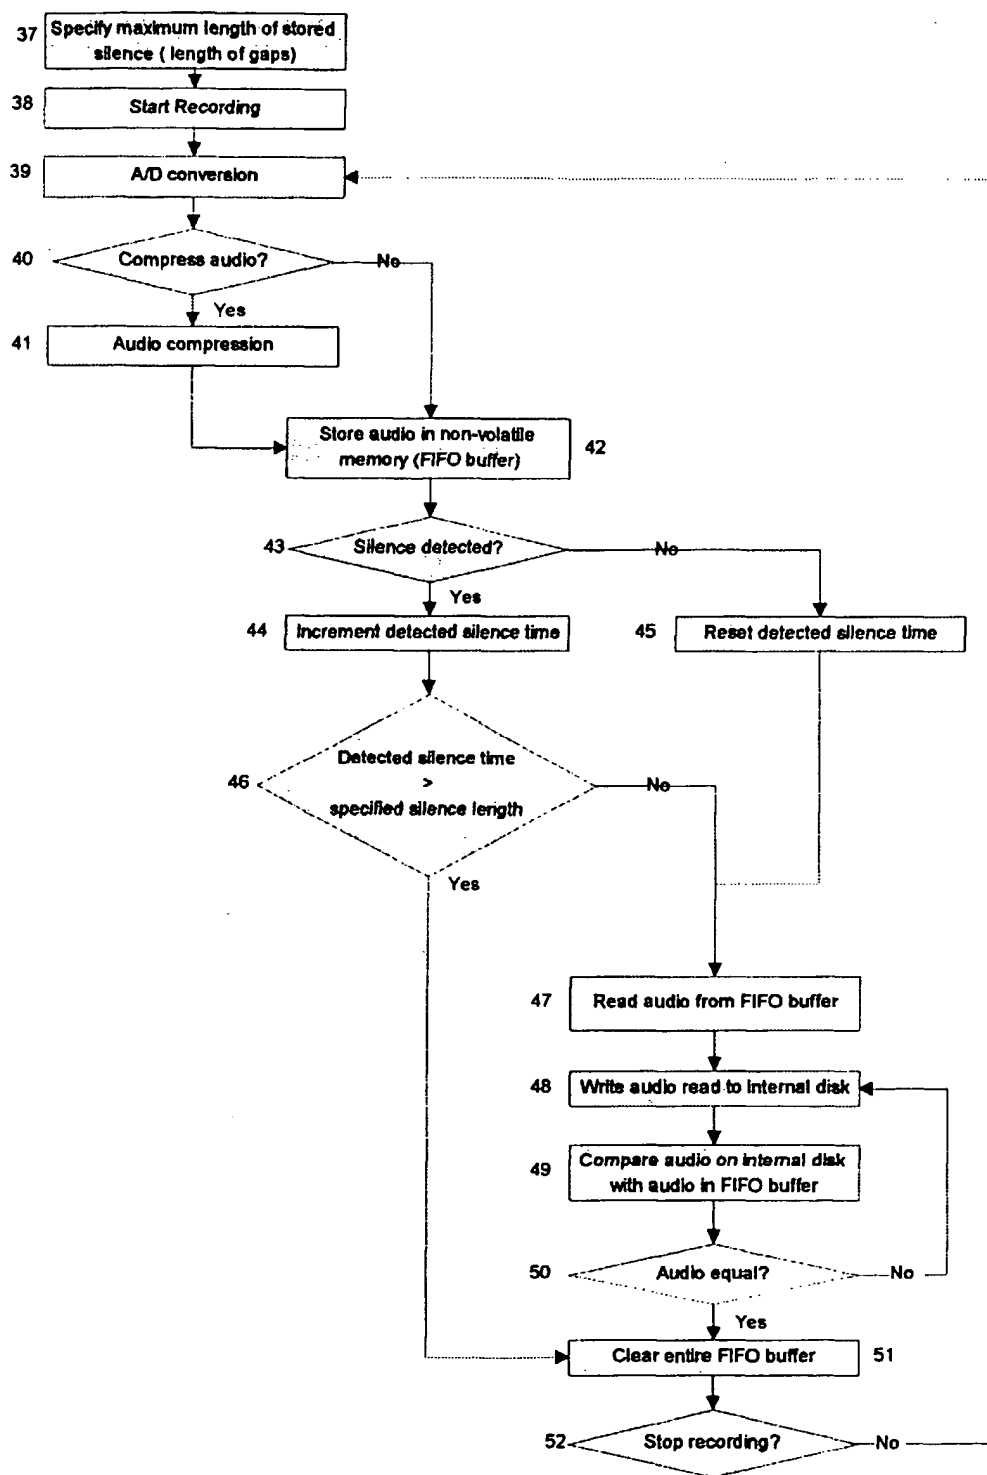 37
Specify maximum length of stored
silence ( length of gaps)
38
Start Recording
39
A/D conversion
40
Compress audio?
No
Yes
41
Audio compression
Store audio in non-volatile
memory (FIFO buffer)
42
43
Silence detected?
No
Yes
44
Increment detected silence time
45
Reset detected silence time
46
Detected silence time
>
specified silence length
No
Yes
47
Read audio from FIFO buffer
48
Write audio read to internal disk
49
Compare audio on internal disk
with audio in FIFO buffer
50
Audio equal?
No
Yes
Clear entire FIFO buffer
51
52
Stop recording?
No